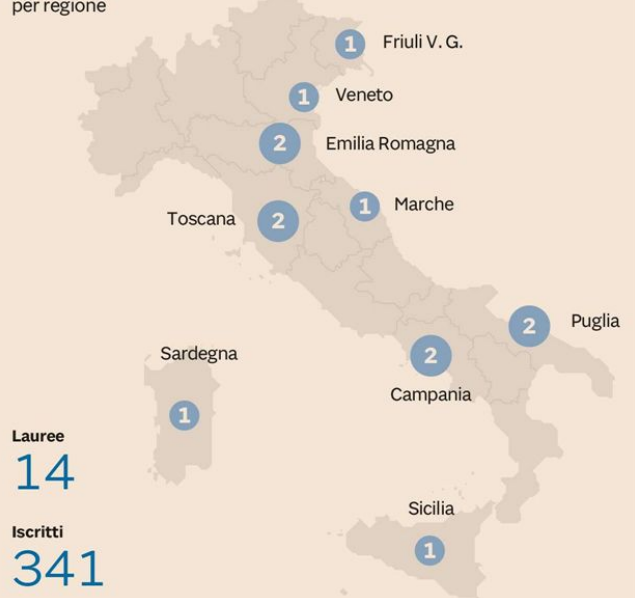 per regione
1
Friuli V. G.
1
Veneto
2
Emilia Romagna
Toscana
2
1
Marche
2
Puglia
2
Campania
Sardegna
1
Lauree
14
Iscritti
341
Sicilia
1